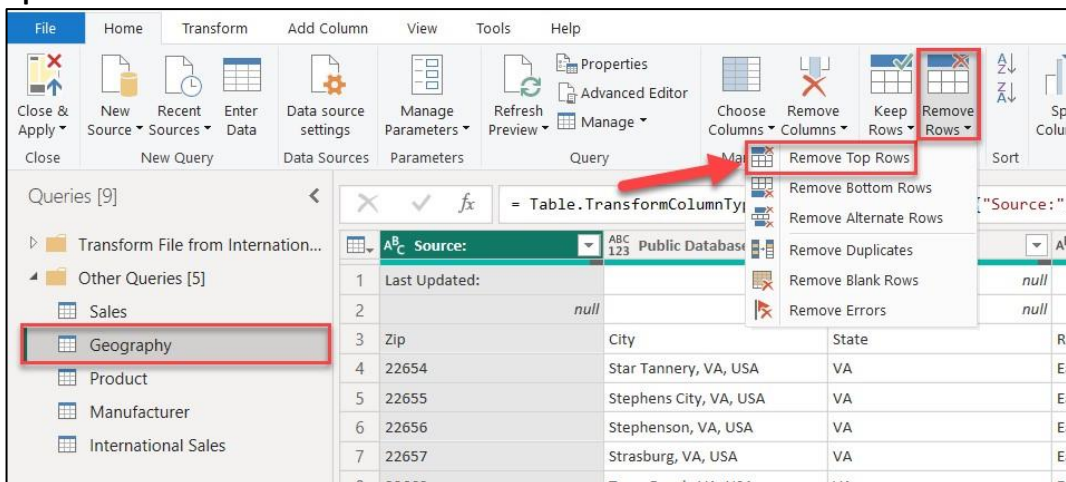 File Home Transform Add Column View Tools Help
Close & Apply New Source Recent Sources Enter Data Data source settings Manage Parameters Refresh Preview Properties Advanced Editor Manage Choose Columns Remove Columns Keep Rows Remove Rows
Close New Query Data Sources Parameters Query Sort
Remove Top Rows
Remove Bottom Rows
Remove Alternate Rows
Remove Duplicates
Remove Blank Rows
Remove Errors
Queries [9]
fx = Table.TransformColumnTyp "Source:"
Transform File from Internation...
Other Queries [5]
Sales
Geography
Product
Manufacturer
International Sales
ABC Source: ABC 123 Public Database
1 Last Updated: null
2 null null
3 Zip City State
4 22654 Star Tannery, VA, USA VA
5 22655 Stephens City, VA, USA VA
6 22656 Stephenson, VA, USA VA
7 22657 Strasburg, VA, USA VA